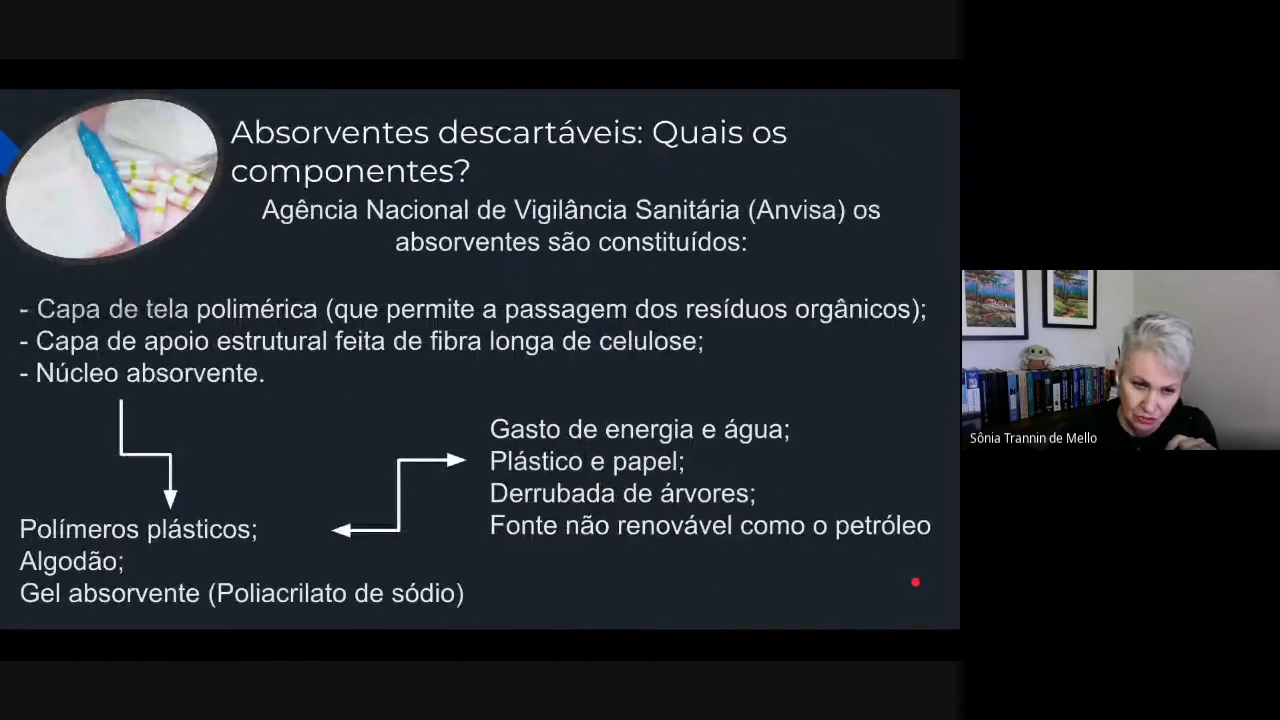 Absorventes descartáveis: Quais os
componentes?
Agência Nacional de Vigilância Sanitária (Anvisa) os
absorventes são constituídos:
- Capa de tela polimérica (que permite a passagem dos resíduos orgânicos);
- Capa de apoio estrutural feita de fibra longa de celulose;
- Núcleo absorvente.
Gasto de energia e água;
Plástico e papel;
Derrubada de árvores;
Fonte não renovável como o petróleo
Polímeros plásticos;
Algodão;
Gel absorvente (Poliacrilato de sódio)
Sônia Trannin de Mello